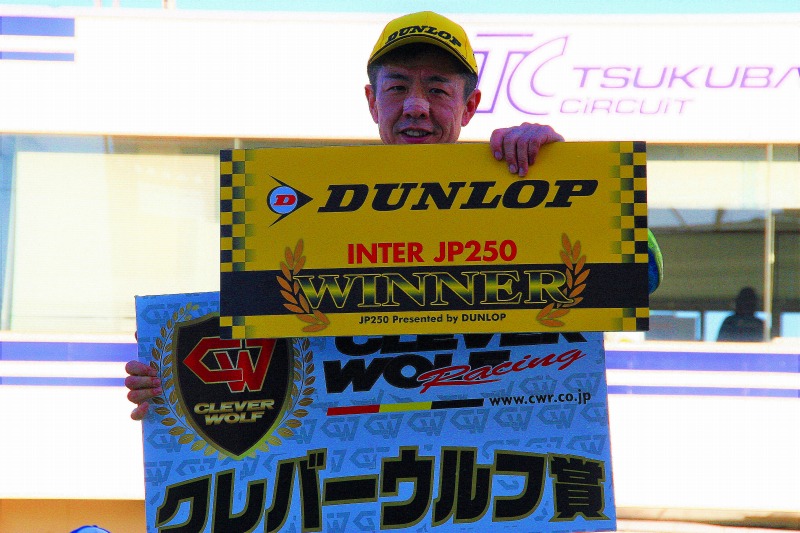 DUNLOP
TC TSUKUBA
CIRCUIT
D DUNLOP
INTER JP250
WINNER
JP250 Presented by DUNLOP
CW
CLEVER
WOLF
CLEVER
WOLF Racing
www.cwr.co.jp
クレバーウルフ賞